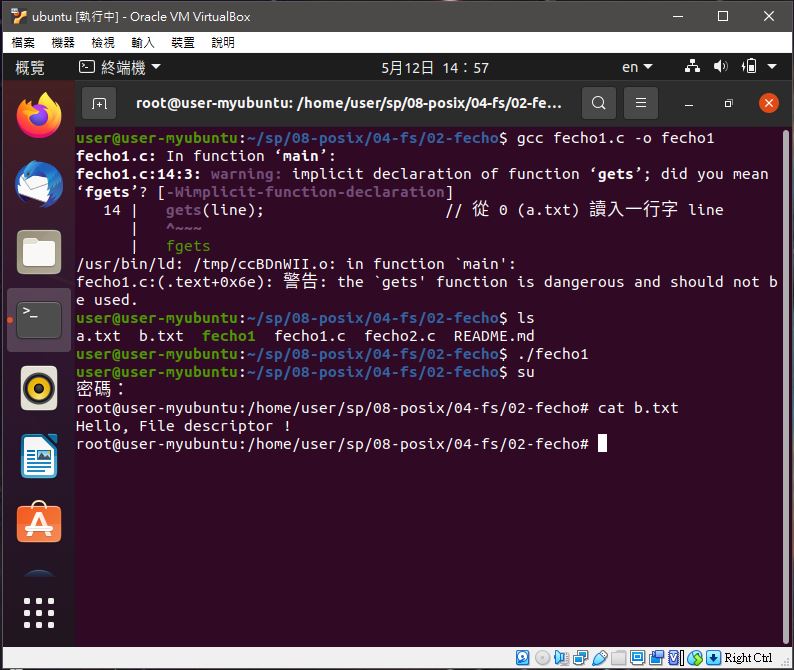 ubuntu [執行中] - Oracle VM VirtualBox
檔案 機器 檢視 輸入 裝置 說明
概覽 終端機 5月12日 14：57 en
root@user-myubuntu: /home/user/sp/08-posix/04-fs/02-fe...
user@user-myubuntu:~/sp/08-posix/04-fs/02-fecho$ gcc fecho1.c -o fecho1
fecho1.c: In function ‘main’:
fecho1.c:14:3: warning: implicit declaration of function ‘gets’; did you mean
‘fgets’? [-Wimplicit-function-declaration]
   14 |   gets(line);                    // 從 0 (a.txt) 讀入一行字 line
      |   ^~~~
      |   fgets
/usr/bin/ld: /tmp/ccBDnWII.o: in function `main':
fecho1.c:(.text+0x6e): 警告: the `gets' function is dangerous and should not b
e used.
user@user-myubuntu:~/sp/08-posix/04-fs/02-fecho$ ls
a.txt  b.txt  fecho1  fecho1.c  fecho2.c  README.md
user@user-myubuntu:~/sp/08-posix/04-fs/02-fecho$ ./fecho1
user@user-myubuntu:~/sp/08-posix/04-fs/02-fecho$ su
密碼：
root@user-myubuntu:/home/user/sp/08-posix/04-fs/02-fecho# cat b.txt
Hello, File descriptor !
root@user-myubuntu:/home/user/sp/08-posix/04-fs/02-fecho#
Right Ctrl